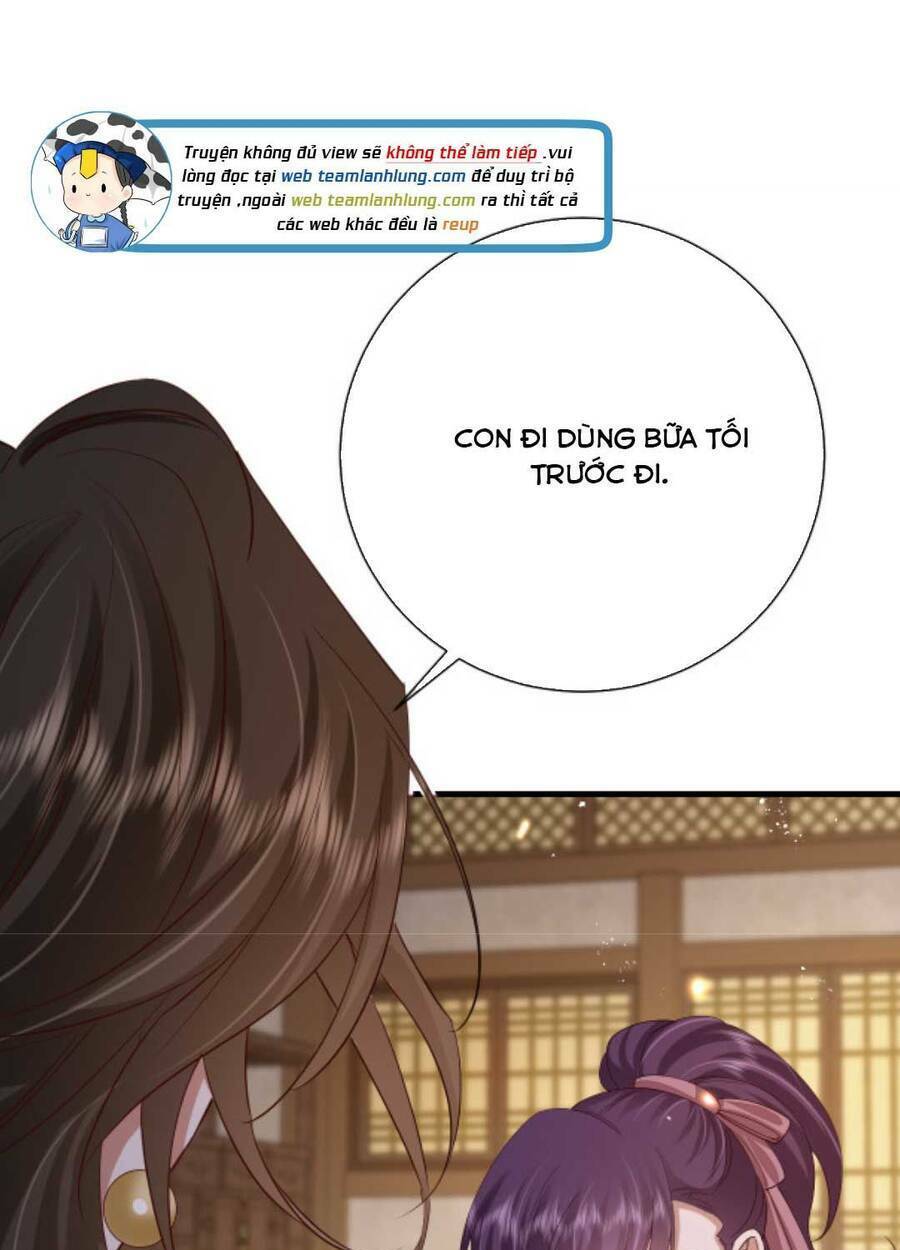 Truyện không đủ view sẽ không thể làm tiếp .vui
lòng đọc tại web teamlanhlung.com để duy trì bộ
truyện ,ngoài web teamlanhlung.com ra thì tất cả
các web khác đều là reup
CON ĐI DÙNG BỮA TỐI
TRƯỚC ĐI.